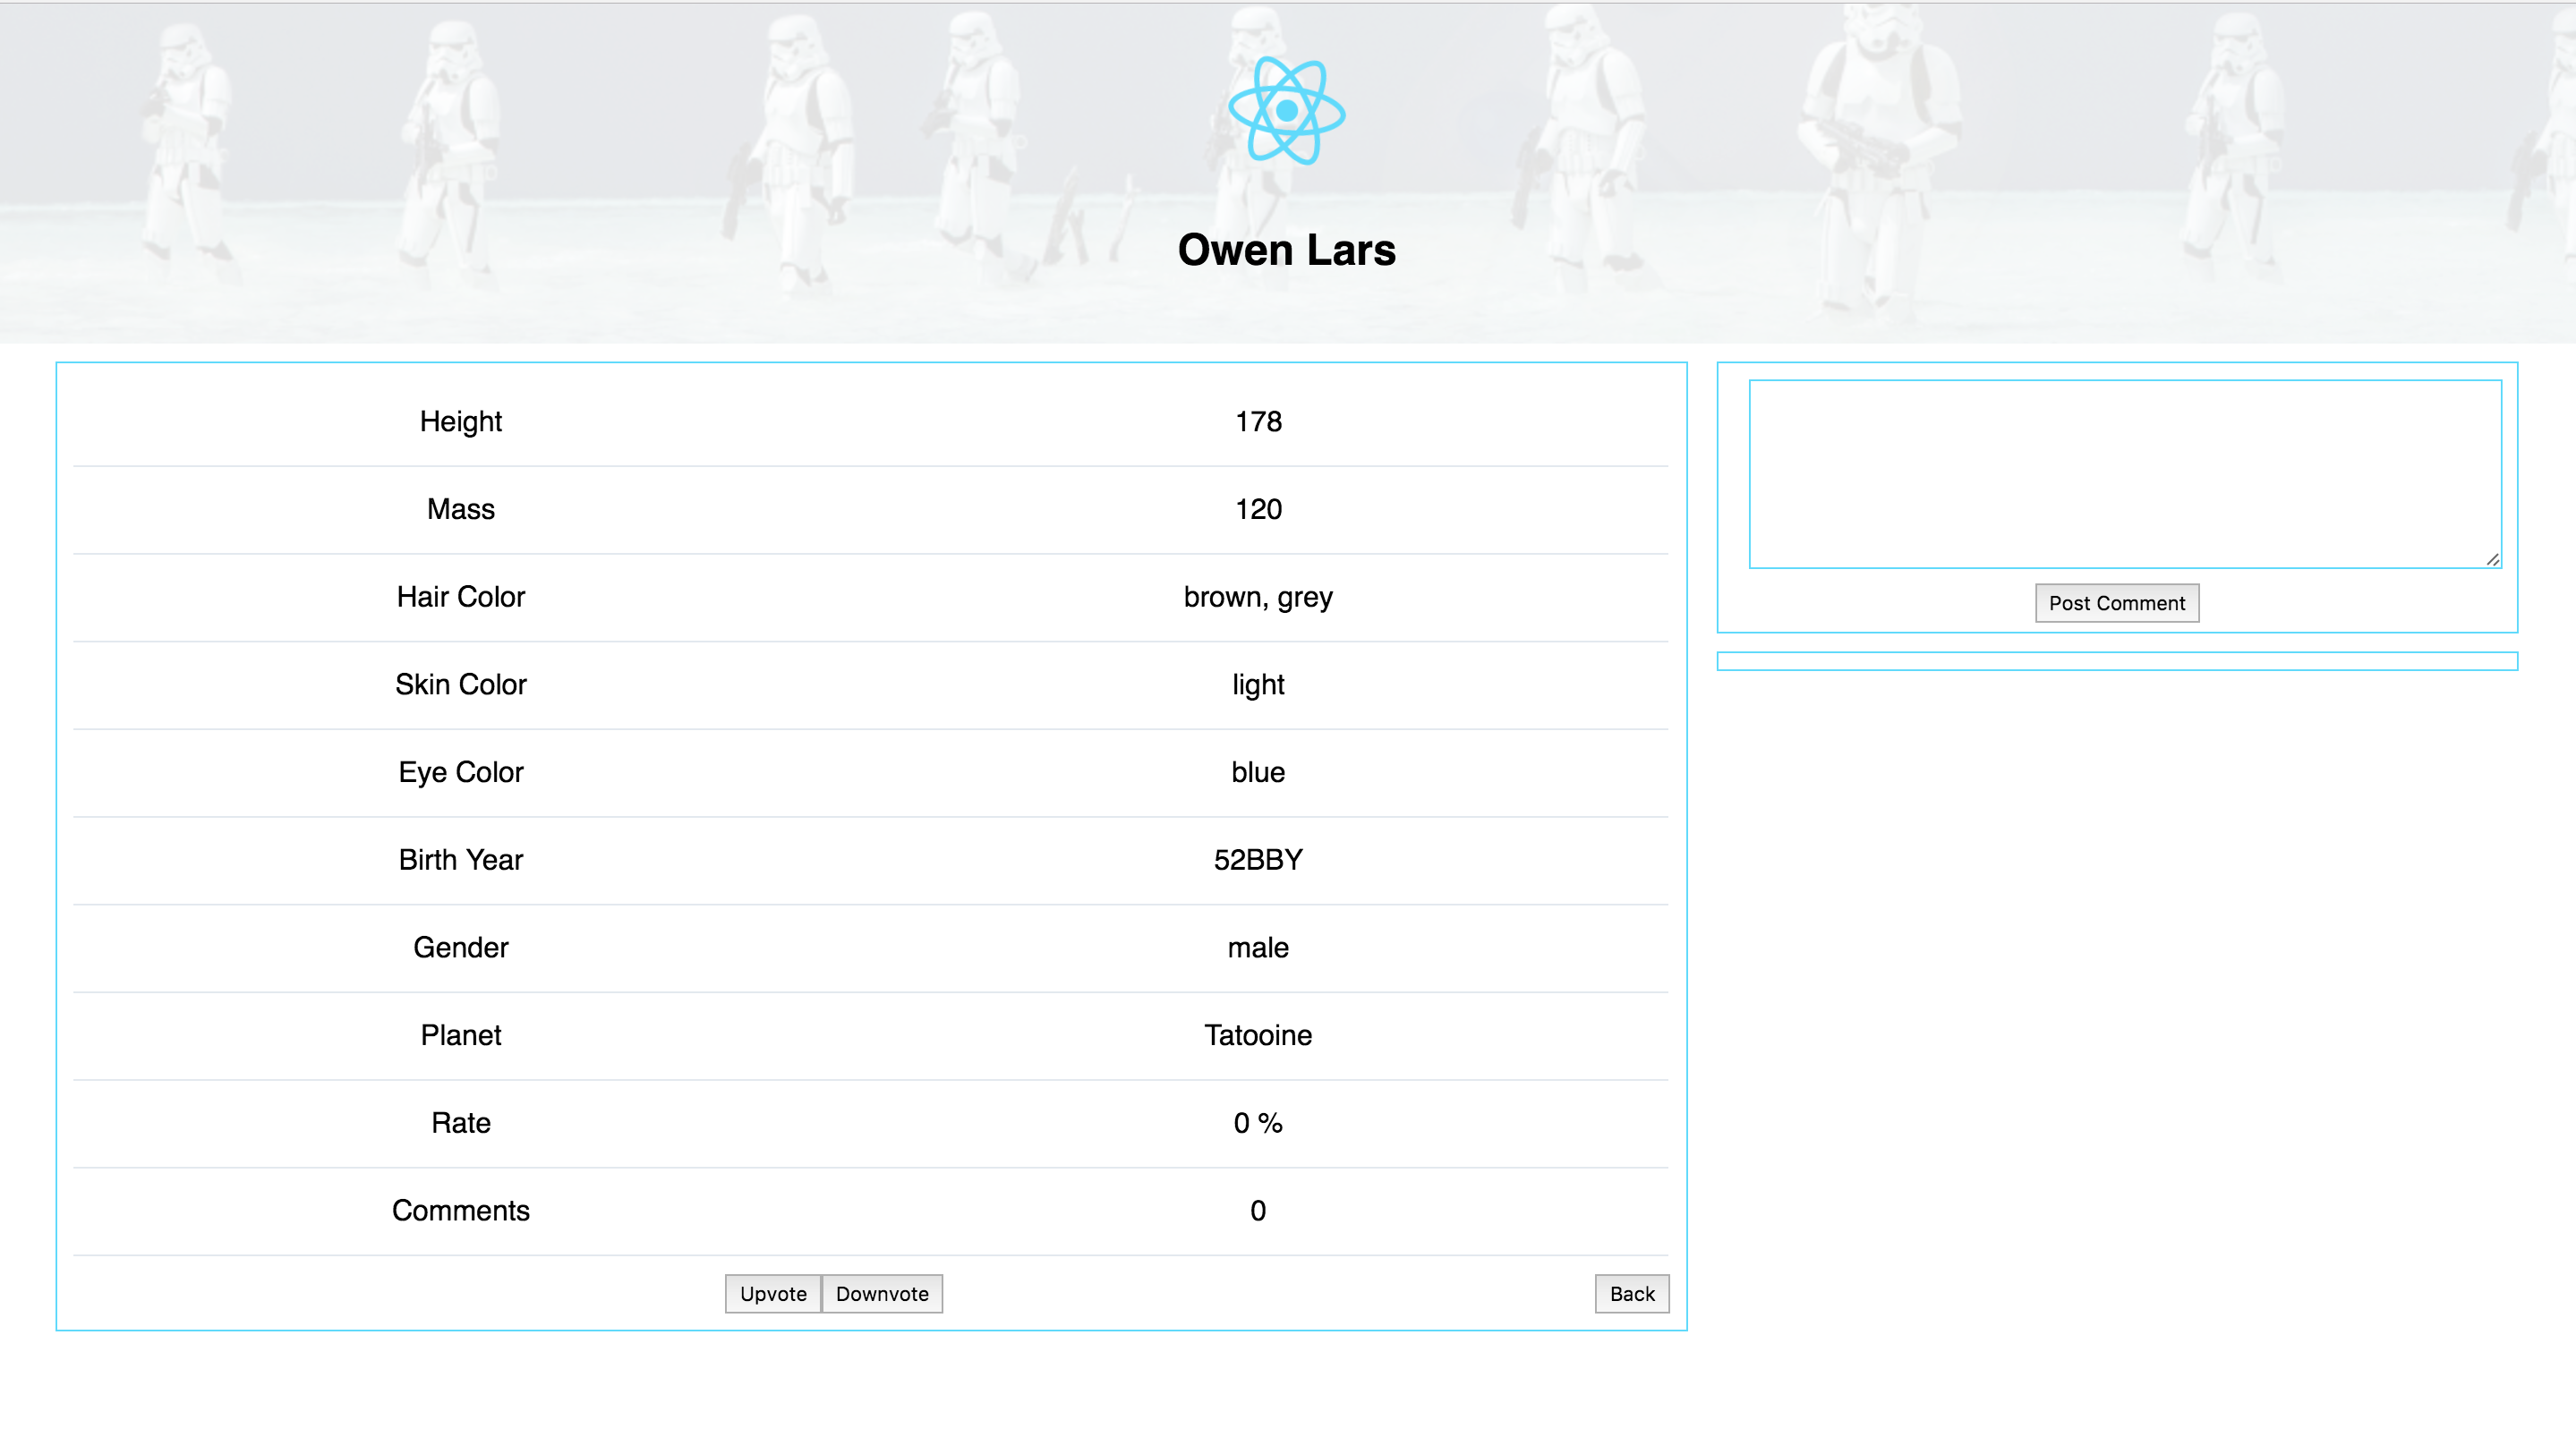 Owen Lars
Height 178
Mass 120
Hair Color brown, grey
Skin Color light
Eye Color blue
Birth Year 52BBY
Gender male
Planet Tatooine
Rate 0 %
Comments 0
Upvote Downvote Back
Post Comment